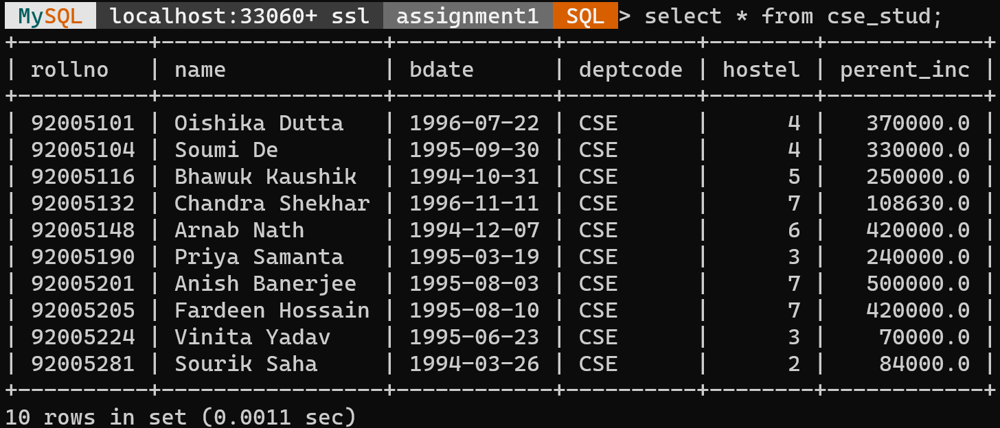 MySQL localhost:33060+ ssl assignment1 SQL > select * from cse_stud;
+----------+-----------------+------------+----------+--------+------------+
| rollno   | name            | bdate      | deptcode | hostel | perent_inc |
+----------+-----------------+------------+----------+--------+------------+
| 92005101 | Oishika Dutta   | 1996-07-22 | CSE      |      4 |   370000.0 |
| 92005104 | Soumi De        | 1995-09-30 | CSE      |      4 |   330000.0 |
| 92005116 | Bhawuk Kaushik  | 1994-10-31 | CSE      |      5 |   250000.0 |
| 92005132 | Chandra Shekhar | 1996-11-11 | CSE      |      7 |   108630.0 |
| 92005148 | Arnab Nath      | 1994-12-07 | CSE      |      6 |   420000.0 |
| 92005190 | Priya Samanta   | 1995-03-19 | CSE      |      3 |   240000.0 |
| 92005201 | Anish Banerjee  | 1995-08-03 | CSE      |      7 |   500000.0 |
| 92005205 | Fardeen Hossain | 1995-08-10 | CSE      |      7 |   420000.0 |
| 92005224 | Vinita Yadav    | 1995-06-23 | CSE      |      3 |    70000.0 |
| 92005281 | Sourik Saha     | 1994-03-26 | CSE      |      2 |    84000.0 |
+----------+-----------------+------------+----------+--------+------------+
10 rows in set (0.0011 sec)